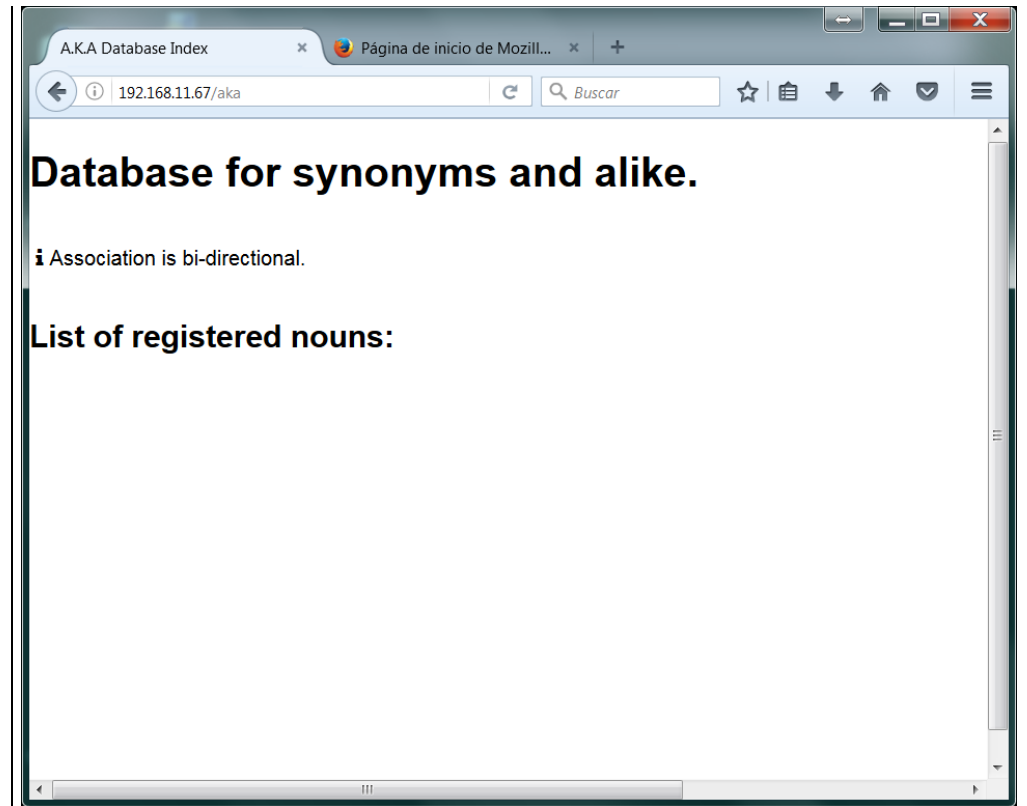 A.K.A Database Index
Página de inicio de Mozill...
192.168.11.67/aka
Buscar
Database for synonyms and alike.
i Association is bi-directional.
List of registered nouns: